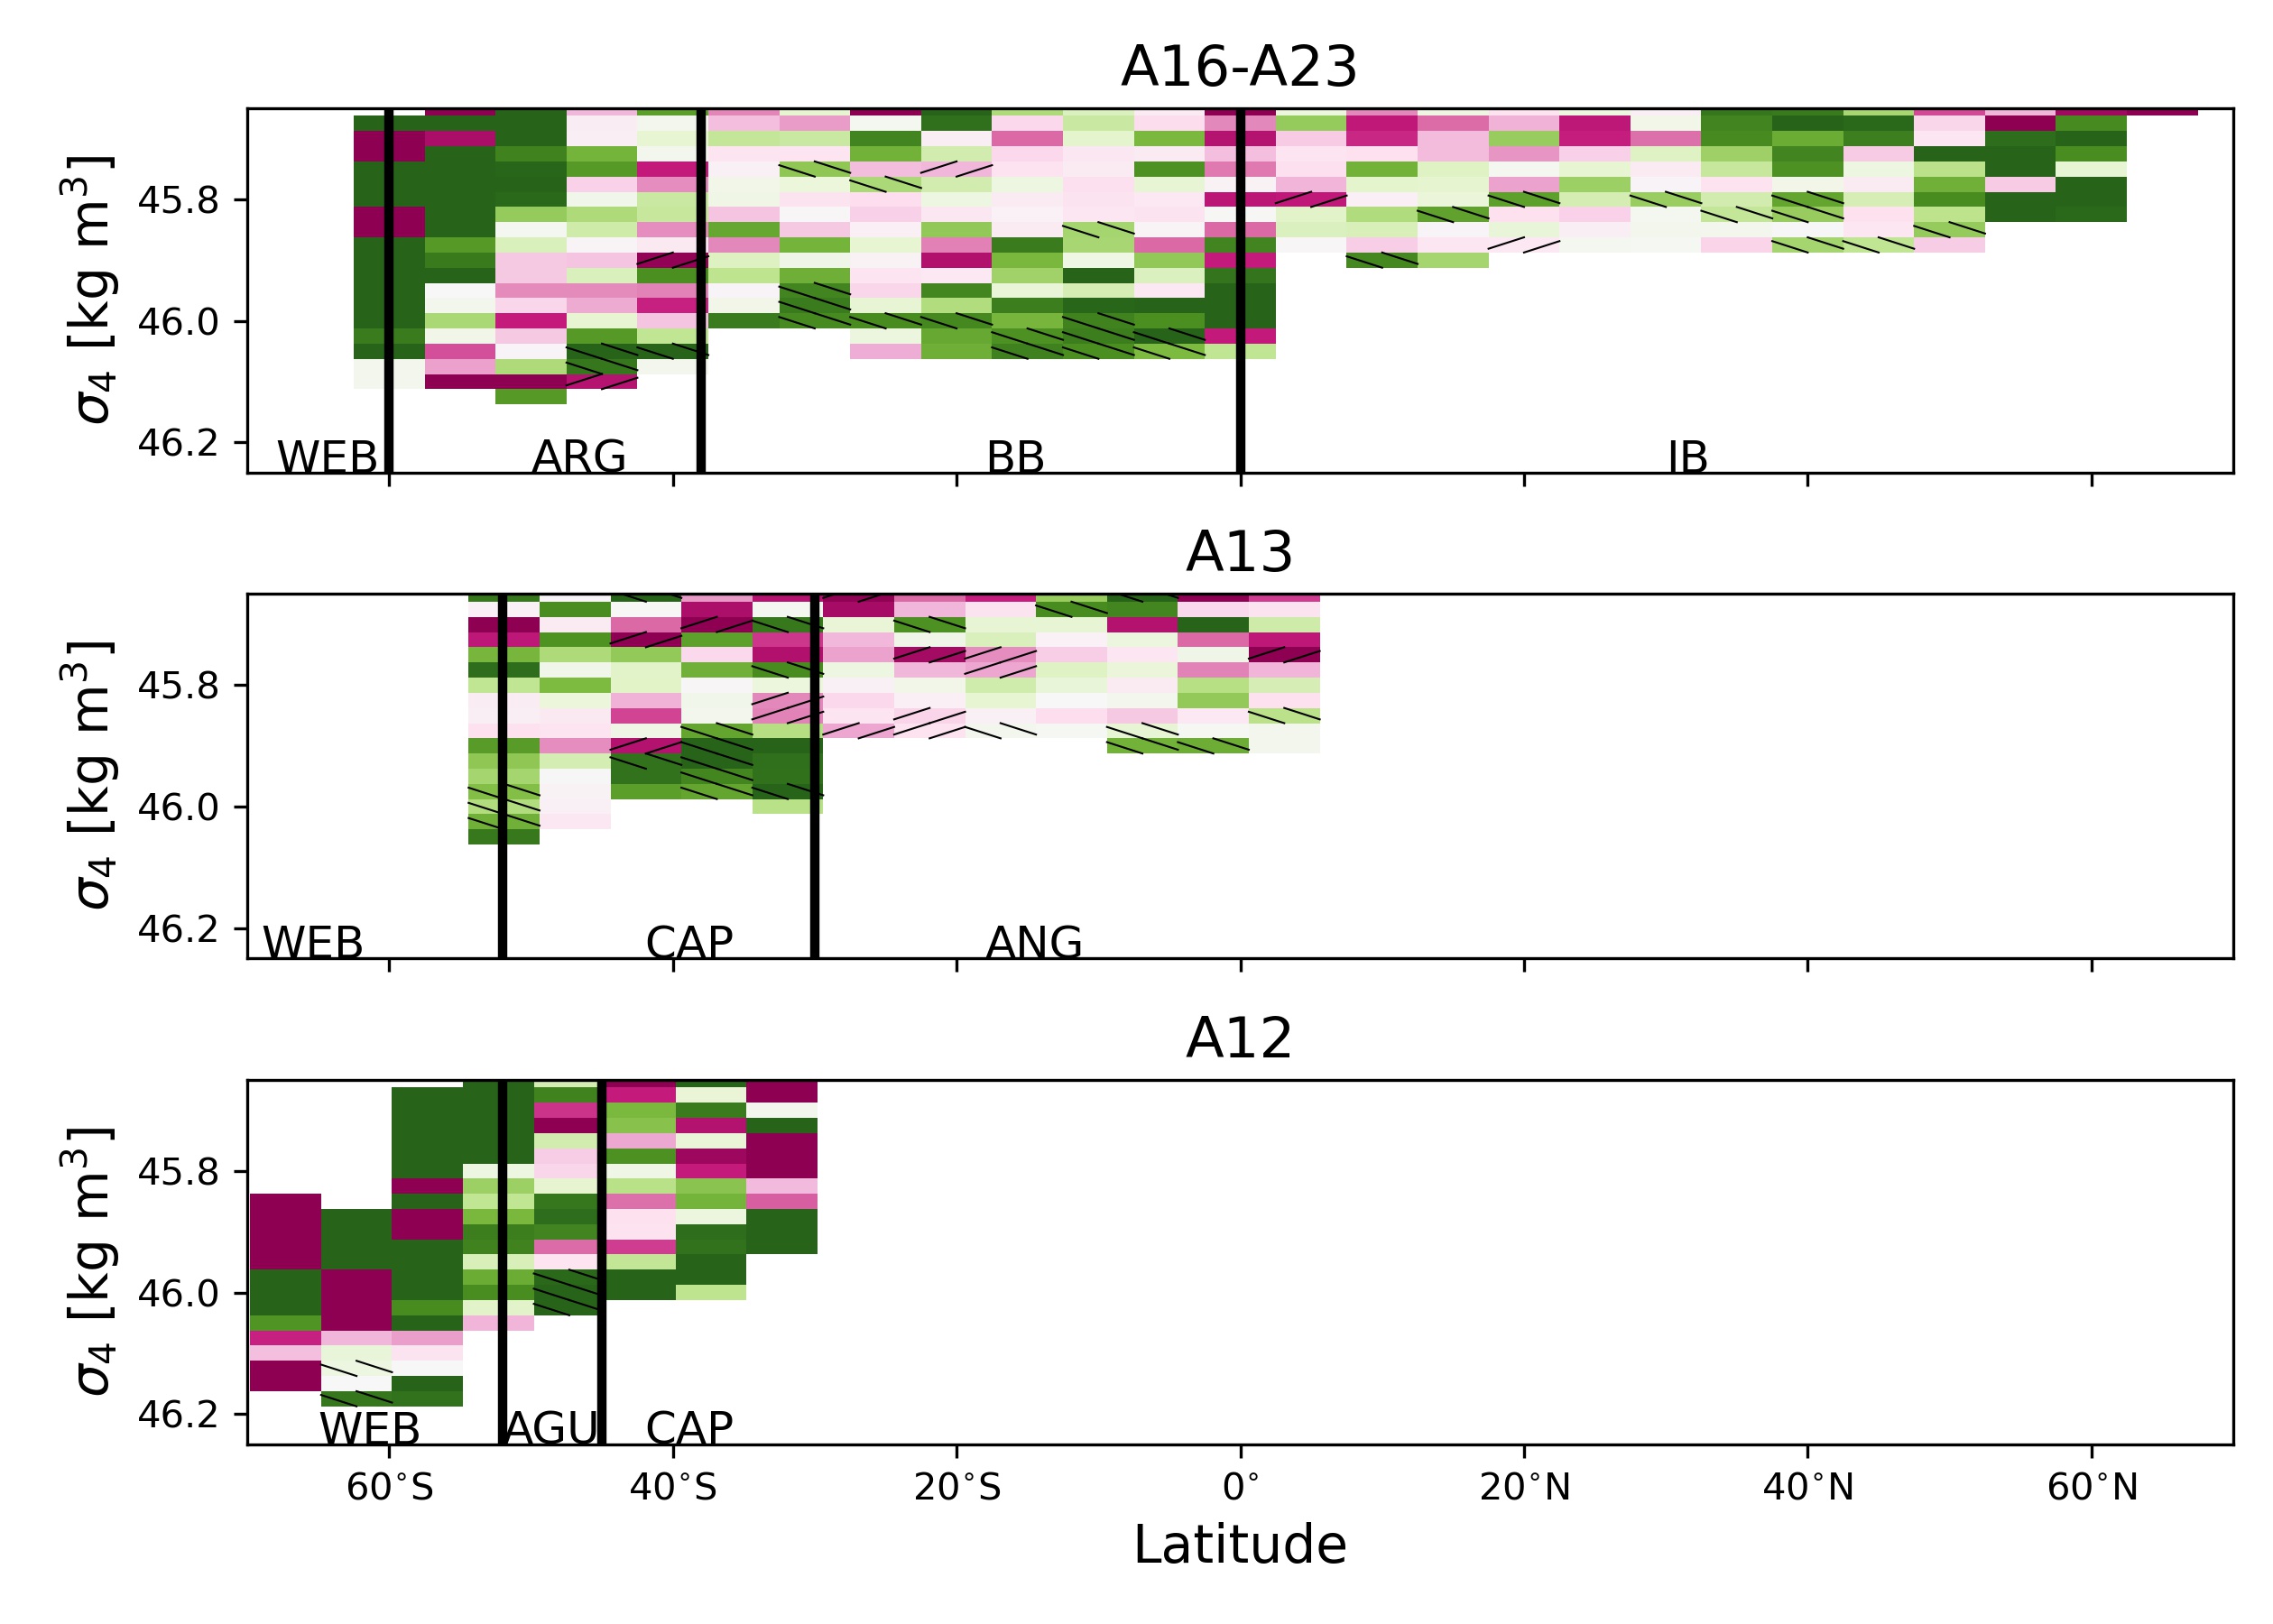 A16-A23
σ₄ [kg m³]
45.8
46.0
46.2
WEB ARG BB IB
A13
σ₄ [kg m³]
45.8
46.0
46.2
WEB CAP ANG
A12
σ₄ [kg m³]
45.8
46.0
46.2
WEB AGU CAP
60°S 40°S 20°S 0° 20°N 40°N 60°N
Latitude